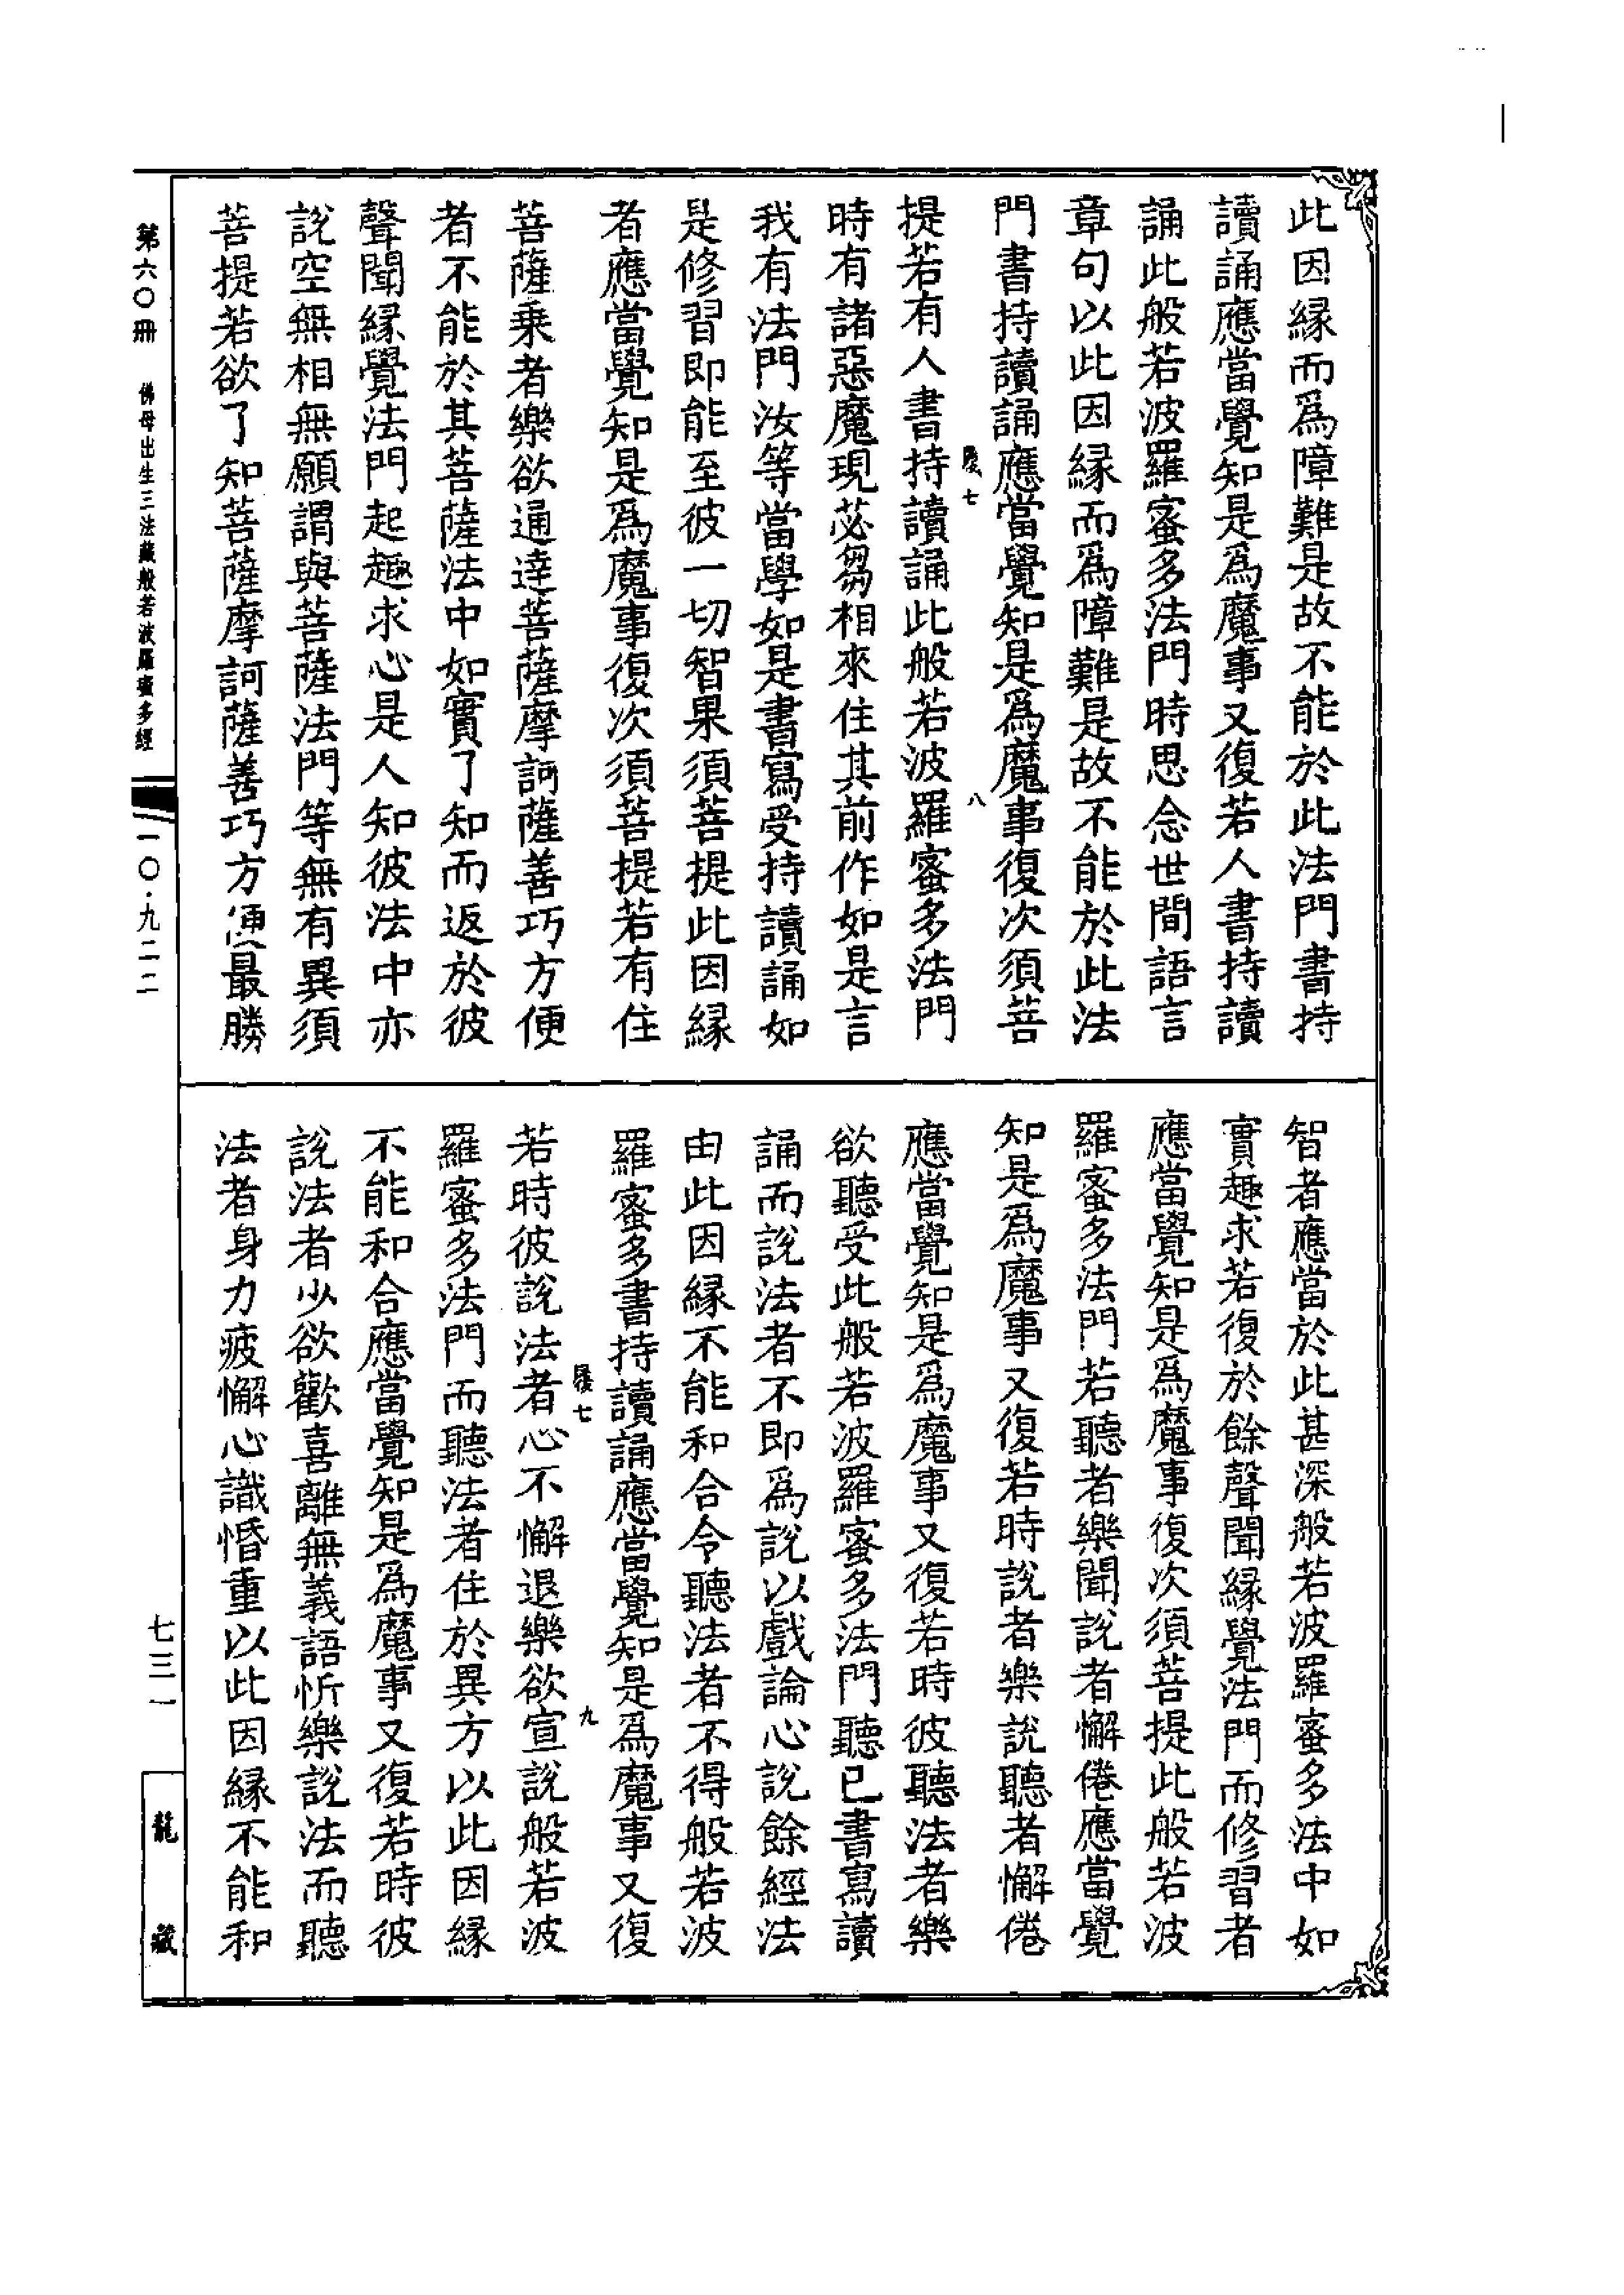 此因縁而爲障難是故不能於此法門書持
讀誦應當覺知是爲魔事又復若人書持讀
誦此般若波羅蜜多法門時思念世間語言
章句以此因縁而爲障難是故不能於此法
門書持讀誦應當覺知是爲魔事復次須菩
七 八
提若有人書持讀誦此般若波羅蜜多法門
時有諸惡魔現苾芻相來住其前作如是言
我有法門汝等當學如是書寫受持讀誦如
是修習即能至彼一切智果須菩提此因縁
者應當覺知是爲魔事復次須菩提若有住
菩薩乗者樂欲通達菩薩摩訶薩善巧方便
者不能於其菩薩法中如實了知而返於彼
聲聞縁覺法門起趣求心是人知彼法中亦
說空無相無願謂與菩薩法門等無有異須
菩提若欲了知菩薩摩訶薩善巧方便最勝
智者應當於此甚深般若波羅蜜多法中如
實趣求若復於餘聲聞縁覺法門而修習者
應當覺知是爲魔事復次須菩提此般若波
羅蜜多法門若聽者樂聞說者懈倦應當覺
知是爲魔事又復若時說者樂說聽者懈倦
應當覺知是爲魔事又復若時彼聽法者樂
欲聽受此般若波羅蜜多法門聽已書寫讀
誦而說法者不即爲說以戲論心說餘經法
由此因縁不能和合令聽法者不得般若波
羅蜜多書持讀誦應當覺知是爲魔事又復
七 九
若時彼說法者心不懈退樂欲宣說般若波
羅蜜多法門而聽法者住於異方以此因縁
不能和合應當覺知是爲魔事又復若時彼
說法者少欲歡喜離無義語忻樂說法而聽
法者身力疲懈心識惛重以此因縁不能和
第六〇冊 佛母出生三法藏般若波羅蜜多經 一〇·九二二
七三一
龍藏